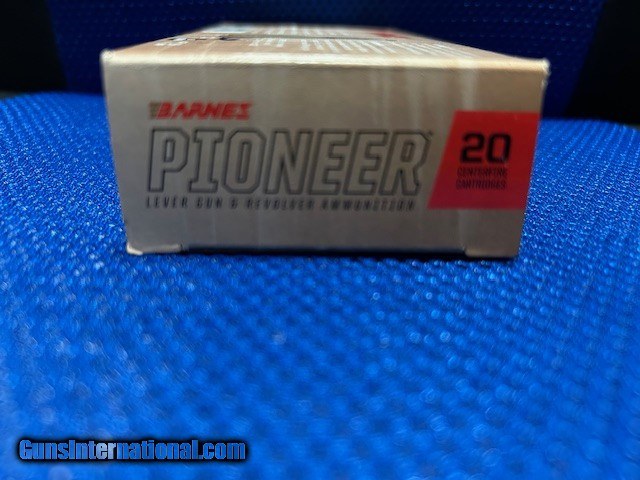 BARNES
PIONEER
LEVER GUN & REVOLVER AMMUNITION
20
CENTERFIRE
CARTRIDGES
GunsInternational.com